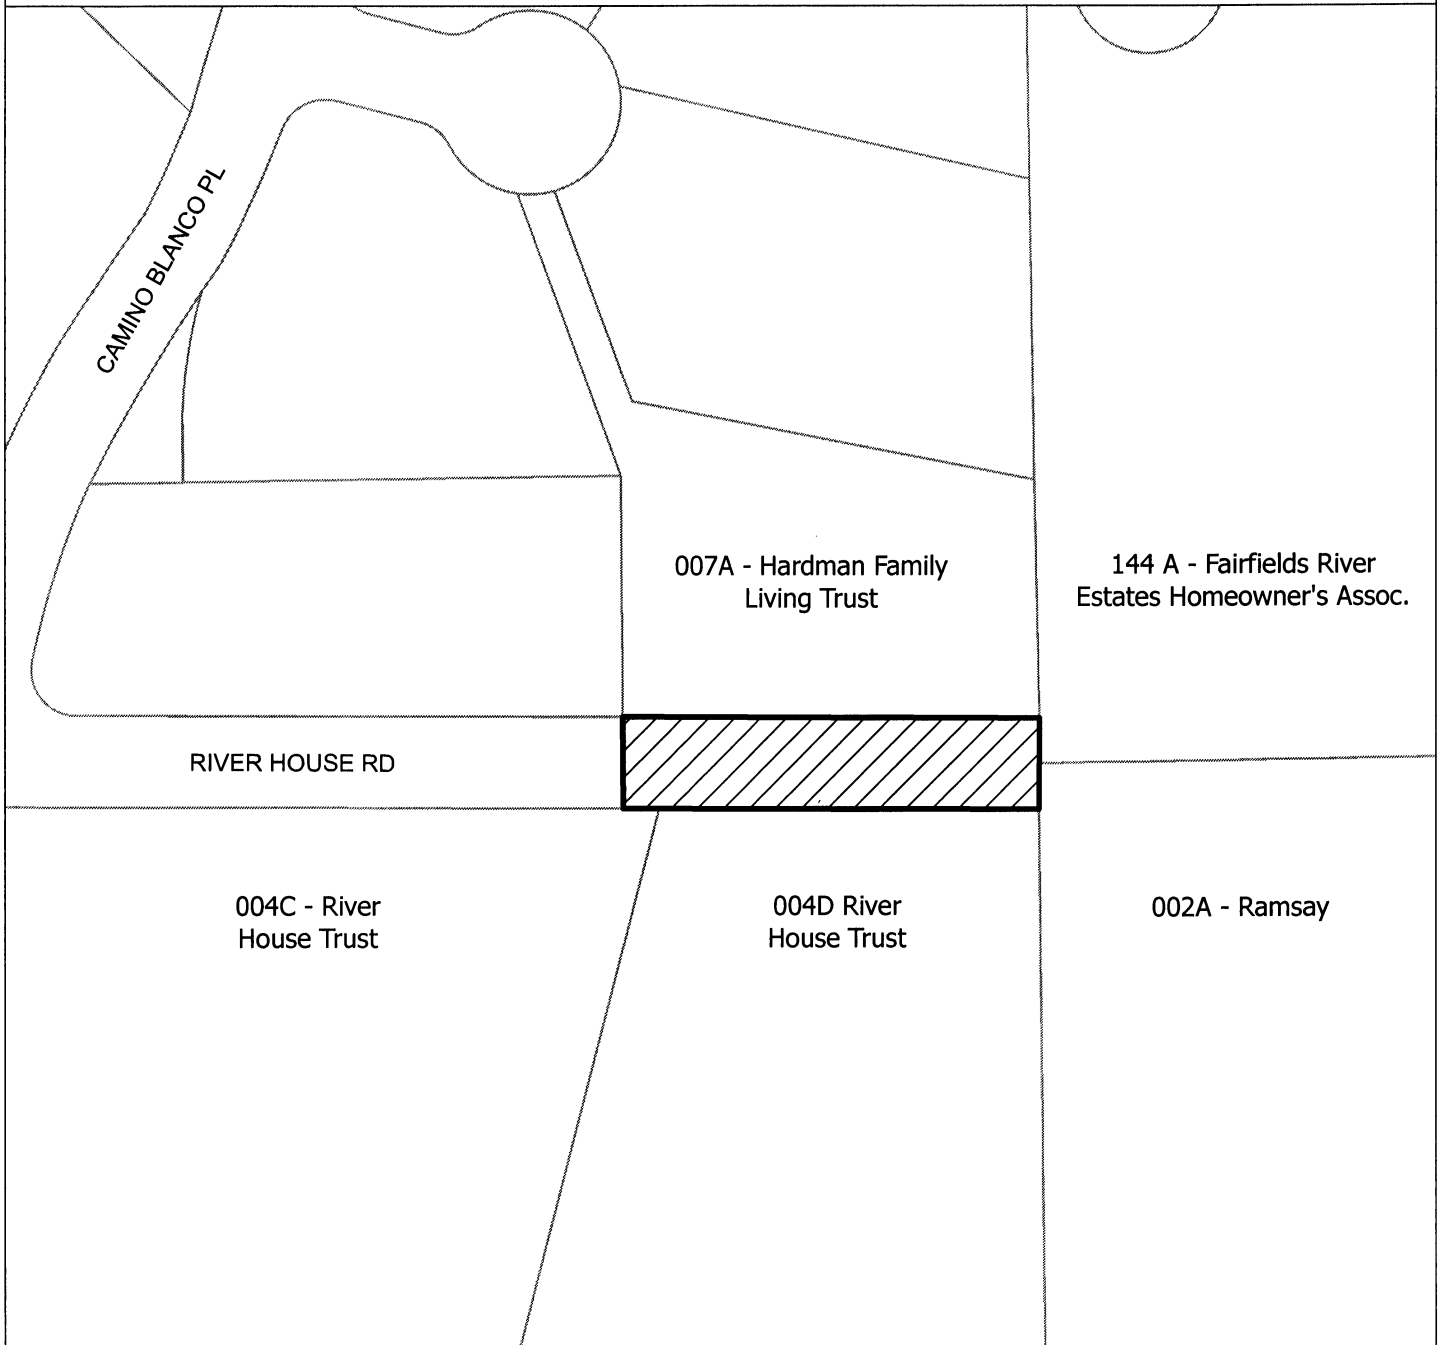 CAMINO BLANCO PL
007A - Hardman Family
Living Trust
144 A - Fairfields River
Estates Homeowner's Assoc.
RIVER HOUSE RD
004C - River
House Trust
004D River
House Trust
002A - Ramsay